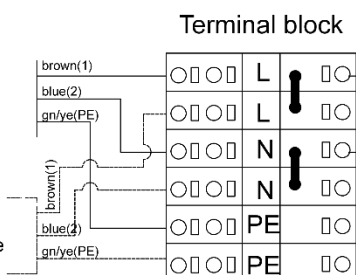 Terminal block
brown(1)
blue(2)
gn/ye(PE)
brown(1)
blue(2)
e
gn/ye(PE)
L
L
N
N
PE
PE